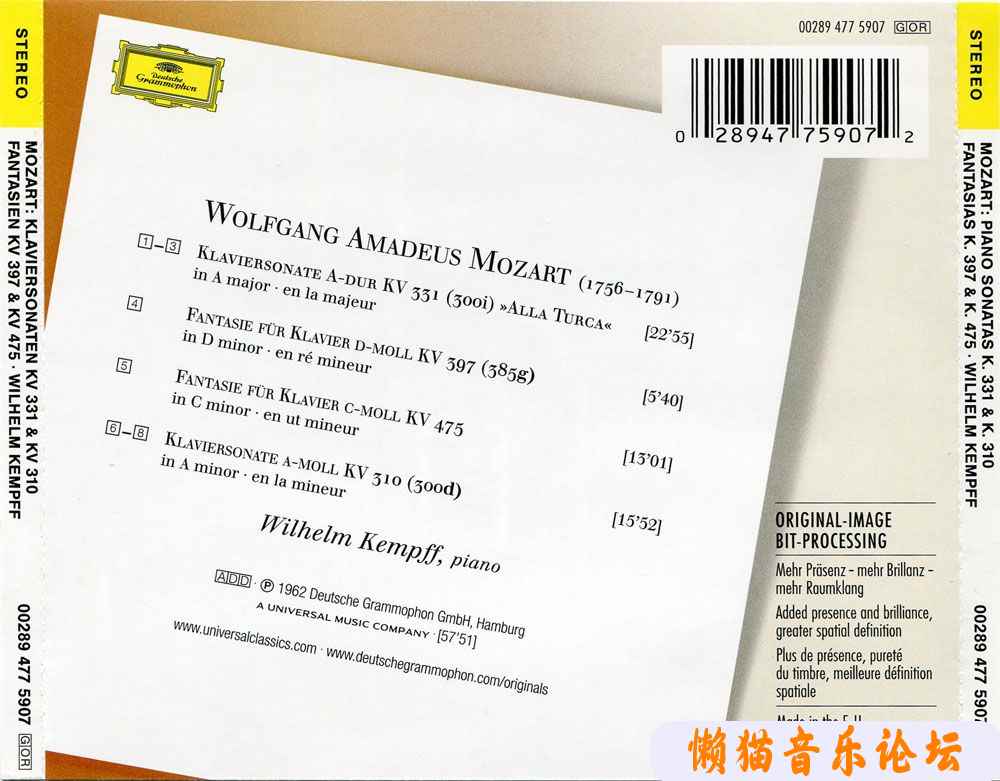 STEREO
MOZART: KLAVIERSONATEN KV 331 & KV 310
FANTASIEN KV 397 & KV 475 · WILHELM KEMPFF
00289 477 5907 GOR
Deutsche
Grammophon
00289 477 5907 GOR
0 28947 75907 2
WOLFGANG AMADEUS MOZART (1756–1791)
1–3 KLAVIERSONATE A-DUR KV 331 (300i) »ALLA TURCA« [22'55]
in A major · en la majeur
4 FANTASIE FÜR KLAVIER D-MOLL KV 397 (385g) [5'40]
in D minor · en ré mineur
5 FANTASIE FÜR KLAVIER C-MOLL KV 475 [13'01]
in C minor · en ut mineur
6–8 KLAVIERSONATE A-MOLL KV 310 (300d) [15'52]
in A minor · en la mineur
Wilhelm Kempff, piano
ADD · ℗ 1962 Deutsche Grammophon GmbH, Hamburg
A UNIVERSAL MUSIC COMPANY · [57'51]
www.universalclassics.com · www.deutschegrammophon.com/originals
ORIGINAL-IMAGE
BIT-PROCESSING
Mehr Präsenz – mehr Brillanz –
mehr Raumklang
Added presence and brilliance,
greater spatial definition
Plus de présence, pureté
du timbre, meilleure définition
spatiale
Made in the E.U.
STEREO
MOZART: PIANO SONATAS K. 331 & K. 310
FANTASIAS K. 397 & K. 475 · WILHELM KEMPFF
00289 477 5907
懒猫音乐论坛